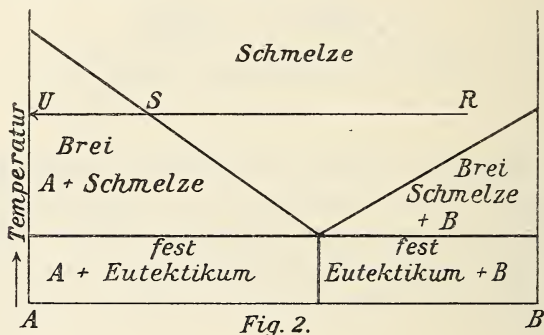 Schmelze
U S R
Brei
A + Schmelze
Brei
Schmelze
+ B
Temperatur
fest
A + Eutektikum
fest
Eutektikum + B
A B
Fig. 2.